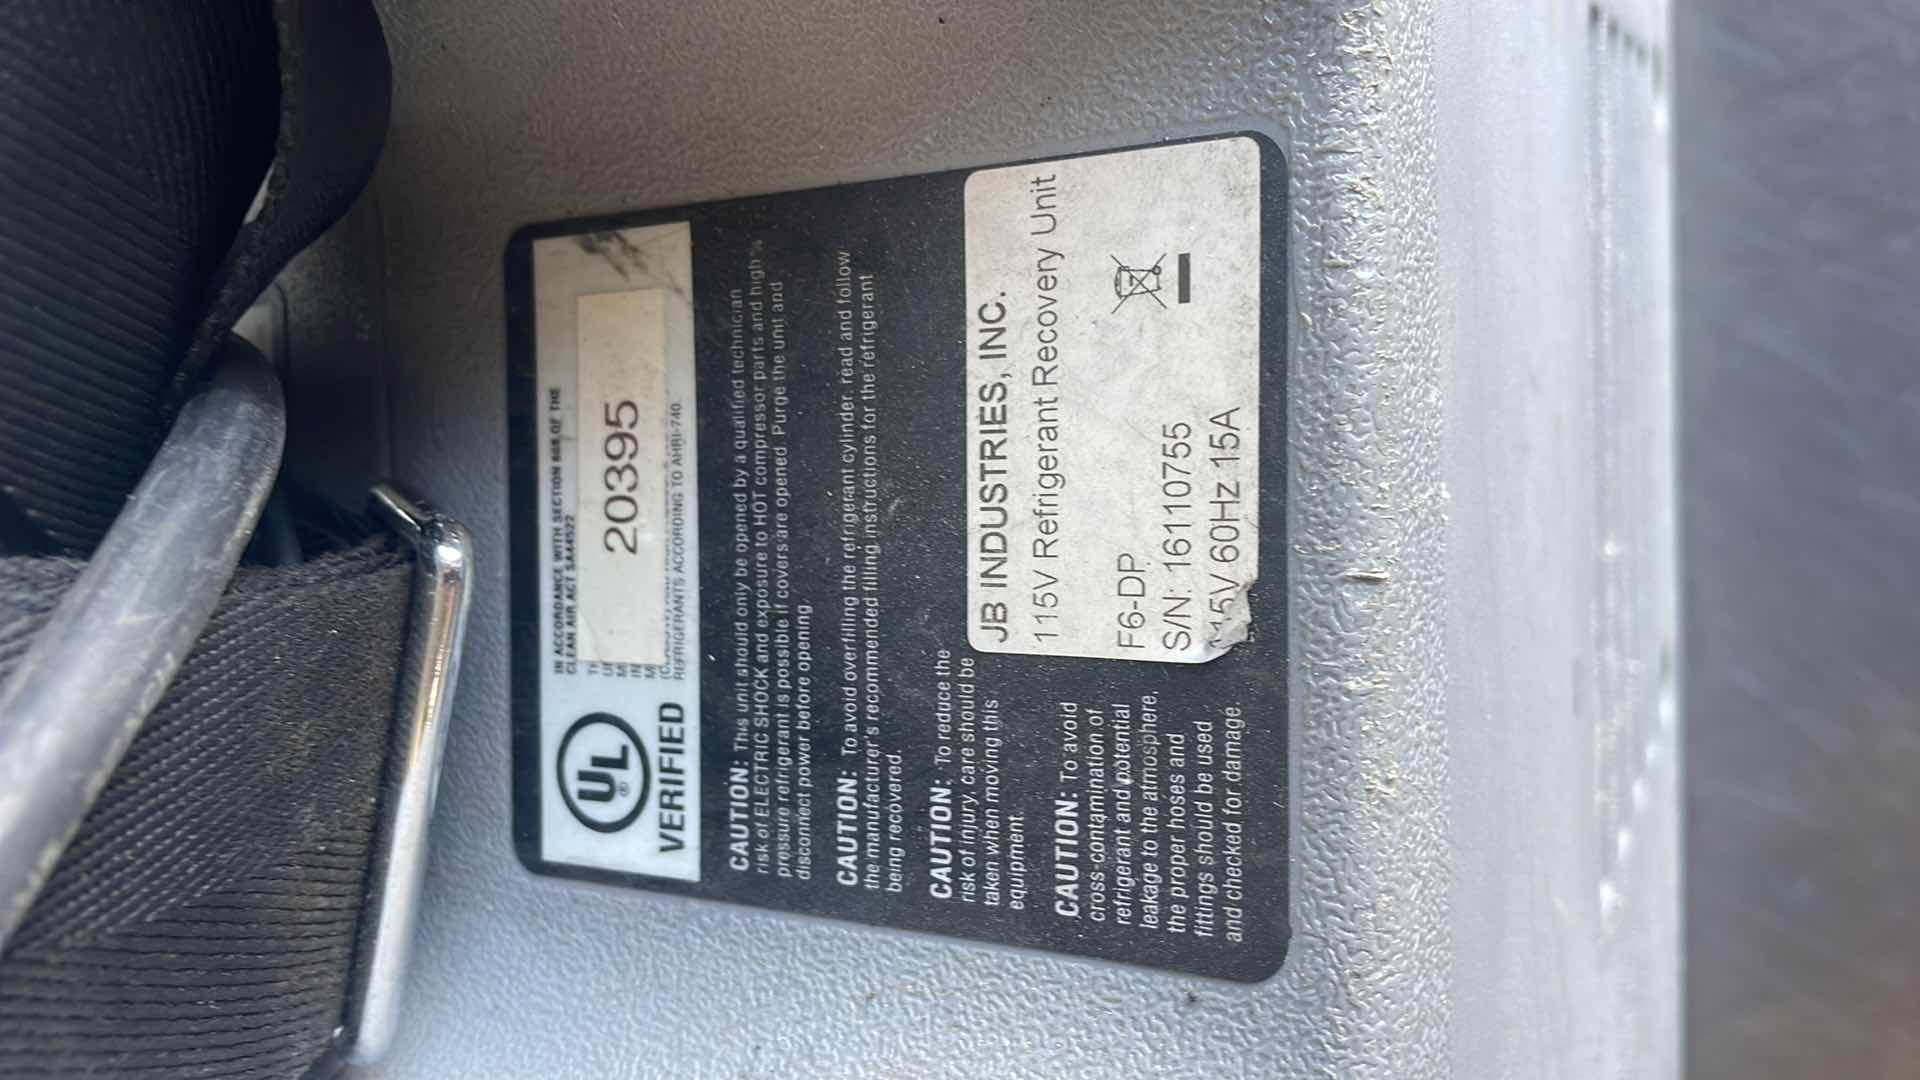 UL
®
VERIFIED
IN ACCORDANCE WITH SECTION 608 OF THE
CLEAN AIR ACT SA44522
20395
REFRIGERANTS ACCORDING TO AHRI-740
CAUTION: This unit should only be opened by a qualified technician
risk of ELECTRIC SHOCK and exposure to HOT compressor parts and high
pressure refrigerant is possible if covers are opened. Purge the unit and
disconnect power before opening.
CAUTION: To avoid overfilling the refrigerant cylinder, read and follow
the manufacturer's recommended filling instructions for the refrigerant
being recovered.
CAUTION: To reduce the
risk of injury, care should be
taken when moving this
equipment.
CAUTION: To avoid
cross-contamination of
refrigerant and potential
leakage to the atmosphere,
the proper hoses and
fittings should be used
and checked for damage.
JB INDUSTRIES, INC.
115V Refrigerant Recovery Unit
F6-DP
S/N: 16110755
115V 60Hz 15A